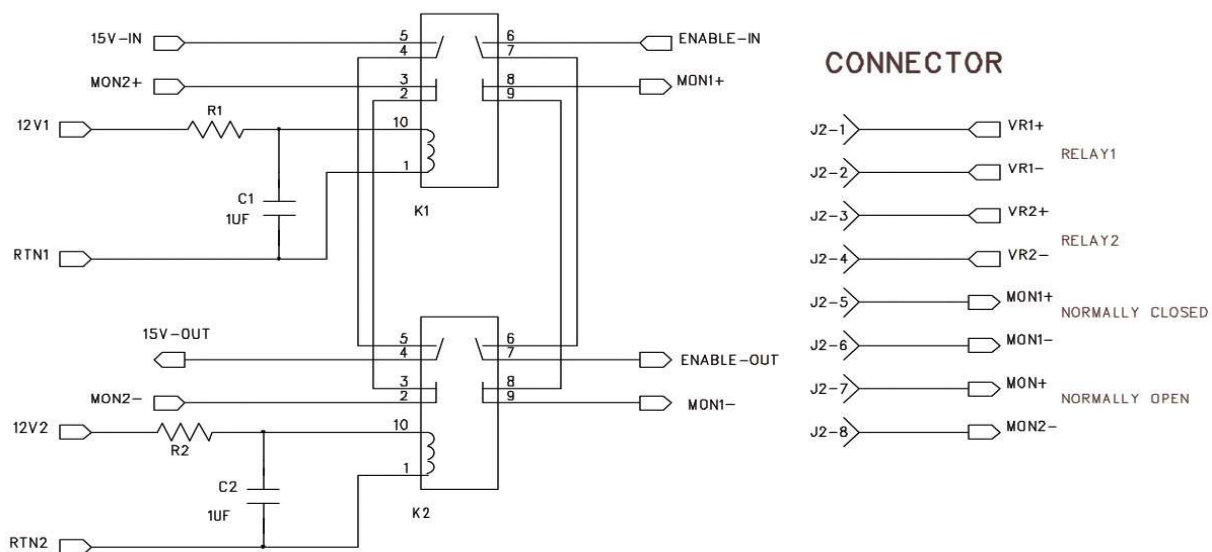 15V-IN
5
4
6
7
ENABLE-IN
MON2+
3
2
8
9
MON1+
12V1
R1
10
1
C1
1UF
K1
RTN1
15V-OUT
5
4
6
7
ENABLE-OUT
MON2-
3
2
8
9
MON1-
12V2
R2
10
1
C2
1UF
K2
RTN2
CONNECTOR
J2-1 VR1+
RELAY1
J2-2 VR1-
J2-3 VR2+
RELAY2
J2-4 VR2-
J2-5 MON1+
NORMALLY CLOSED
J2-6 MON1-
J2-7 MON+
NORMALLY OPEN
J2-8 MON2-